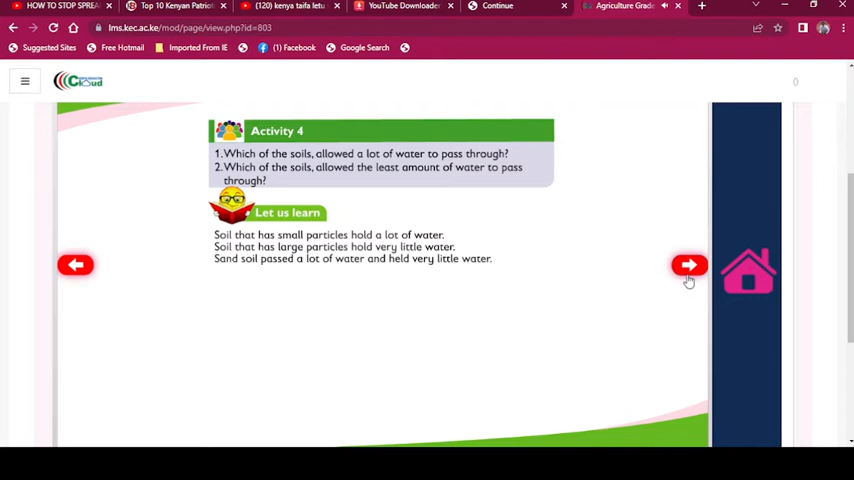 HOW TO STOP SPREA
Top 10 Kenyan Patriot
(120) kenya taifa letu
YouTube Downloader
Continue
Agriculture Grade
lms.kec.ac.ke/mod/page/view.php?id=803
Suggested Sites
Free Hotmail
Imported From IE
(1) Facebook
Google Search
Cloud
Activity 4
1.Which of the soils, allowed a lot of water to pass through?
2.Which of the soils, allowed the least amount of water to pass
through?
Let us learn
Soil that has small particles hold a lot of water.
Soil that has large particles hold very little water.
Sand soil passed a lot of water and held very little water.